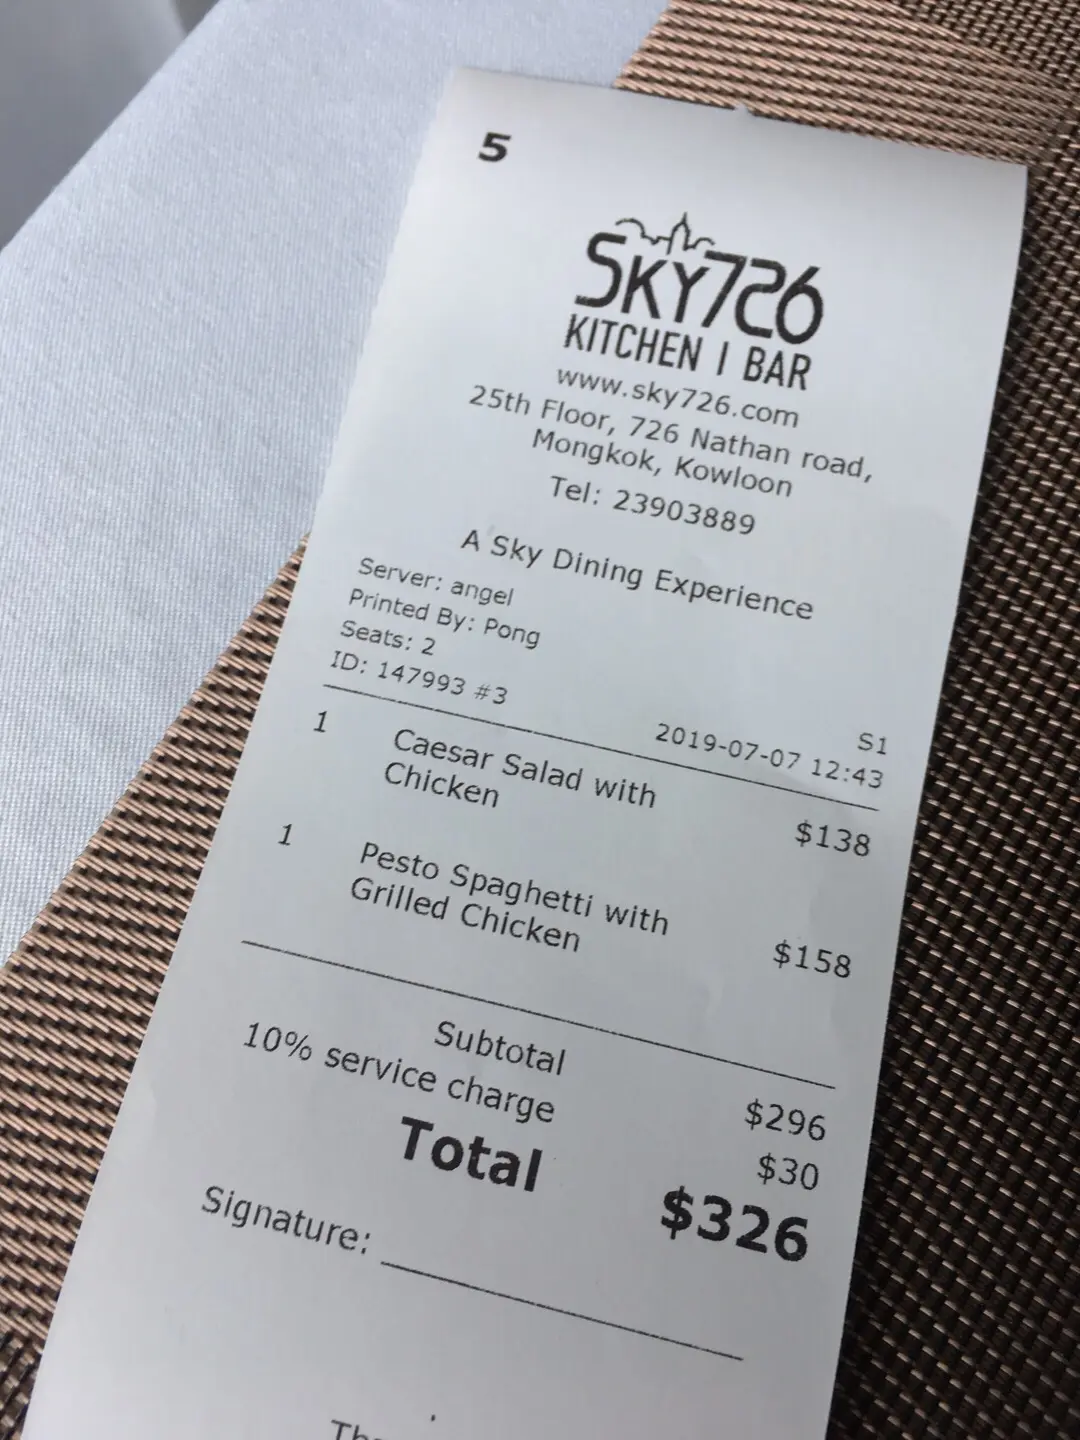 5
SKY726
KITCHEN | BAR
www.sky726.com
25th Floor, 726 Nathan road,
Mongkok, Kowloon
Tel: 23903889
A Sky Dining Experience
Server: angel
Printed By: Pong
Seats: 2
S1
ID: 147993 #3 2019-07-07 12:43
1 Caesar Salad with
Chicken $138
1 Pesto Spaghetti with
Grilled Chicken $158
Subtotal $296
10% service charge $30
Total $326
Signature: